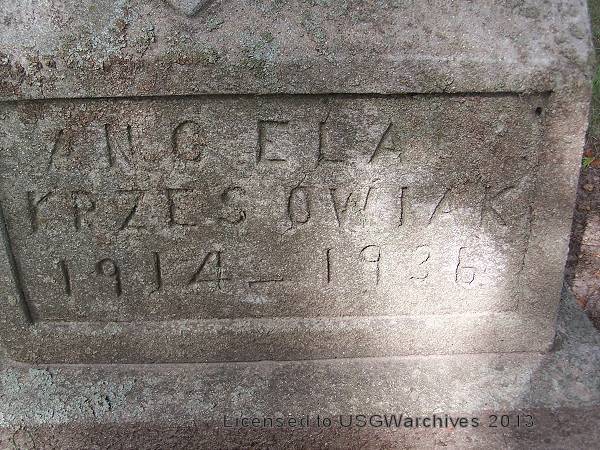 ANGELA
KRZESOWIAK
1914 – 1936
Licensed to USGWarchives 2013